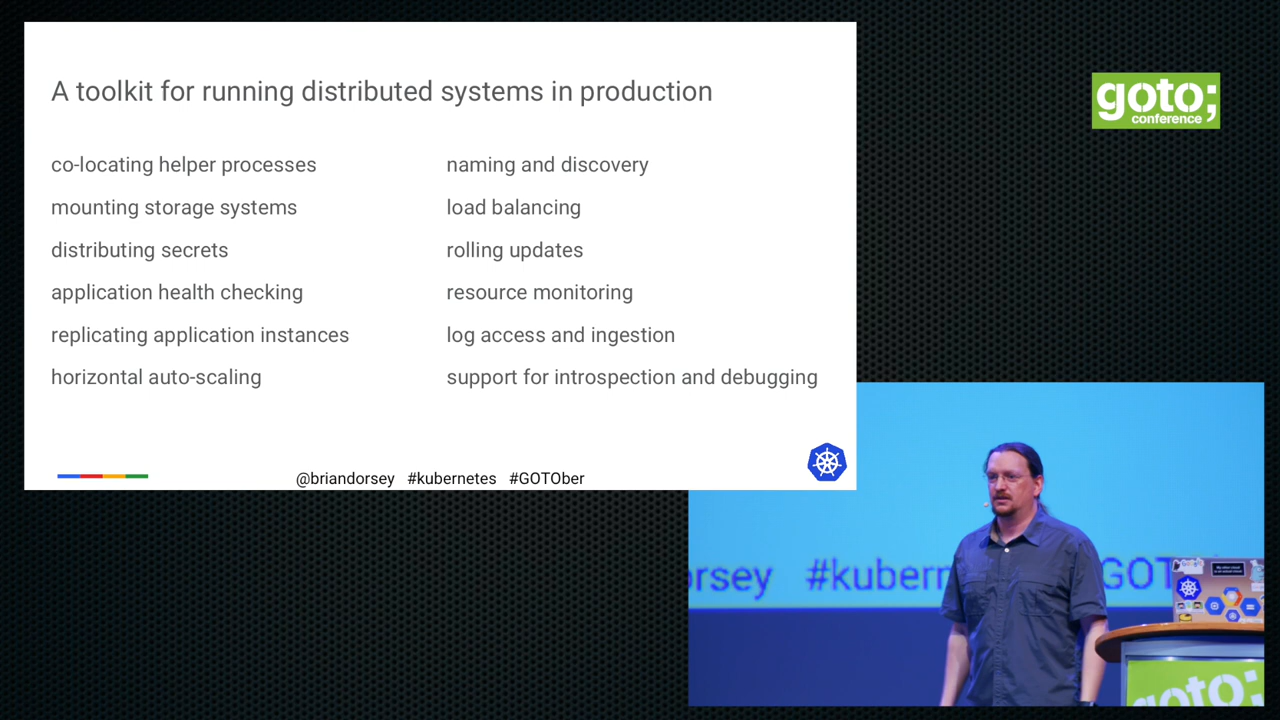 A toolkit for running distributed systems in production
co-locating helper processes
mounting storage systems
distributing secrets
application health checking
replicating application instances
horizontal auto-scaling
naming and discovery
load balancing
rolling updates
resource monitoring
log access and ingestion
support for introspection and debugging
@briandorsey #kubernetes #GOTOber
goto;
conference
orsey #kubern GOT
goto;